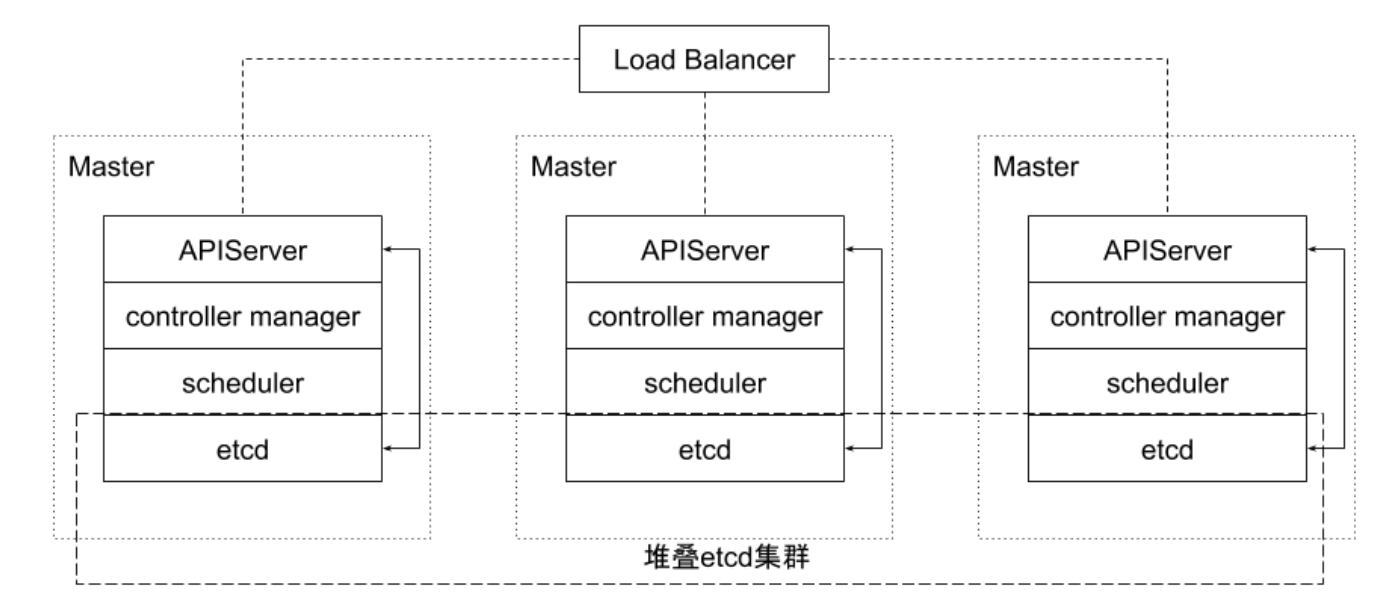 Load Balancer
Master
APIServer
controller manager
scheduler
etcd
Master
APIServer
controller manager
scheduler
etcd
Master
APIServer
controller manager
scheduler
etcd
堆叠etcd集群